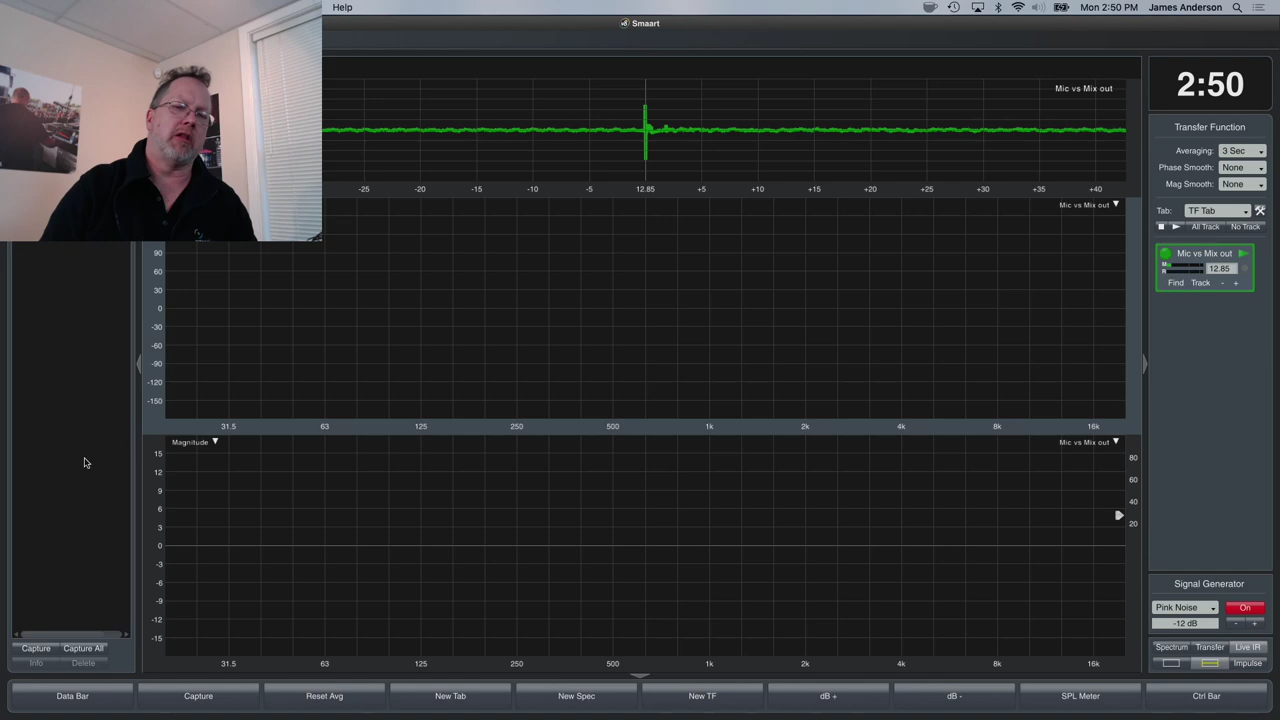 Help
Mon 2:50 PM
James Anderson
Smaart
Mic vs Mix out
2:50
-25 -20 -15 -10 -5 12.85 +5 +10 +15 +20 +25 +30 +35 +40
Transfer Function
Averaging: 3 Sec
Phase Smooth: None
Mag Smooth: None
Tab: TF Tab
All Track No Track
Mic vs Mix out
M
R
12.85
Find Track - +
Mic vs Mix out
90
60
30
0
-30
-60
-90
-120
-150
31.5 63 125 250 500 1k 2k 4k 8k 16k
Magnitude
Mic vs Mix out
15
12
9
6
3
0
-3
-6
-9
-12
-15
80
60
40
20
31.5 63 125 250 500 1k 2k 4k 8k 16k
Capture Capture All
Info Delete
Signal Generator
Pink Noise On
-12 dB - +
Spectrum Transfer Live IR
Impulse
Data Bar Capture Reset Avg New Tab New Spec New TF dB + dB - SPL Meter Ctrl Bar